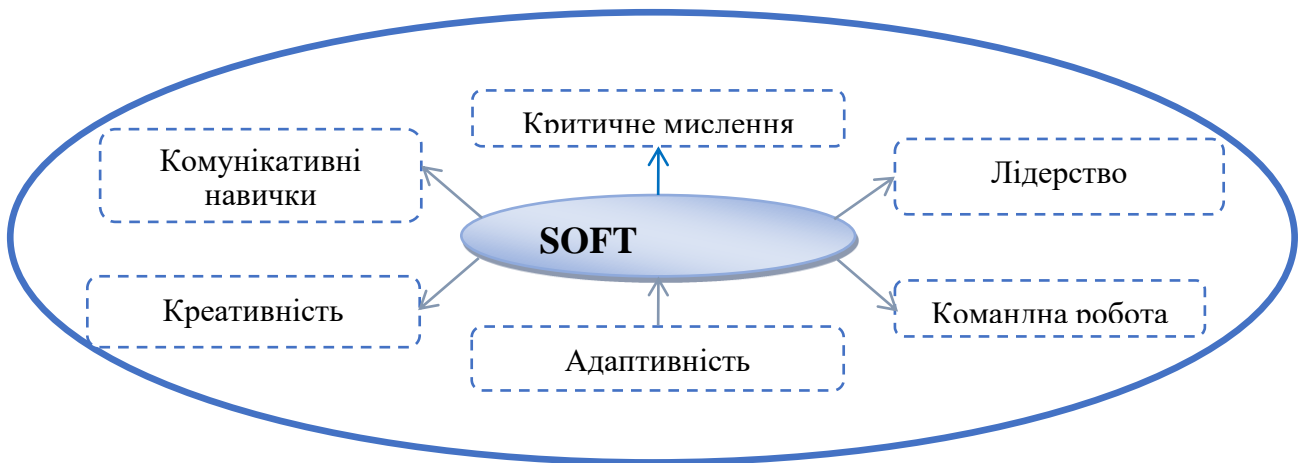 Критичне мислення
Комунікативні
навички
Лідерство
SOFT
Креативність
Командна робота
Адаптивність